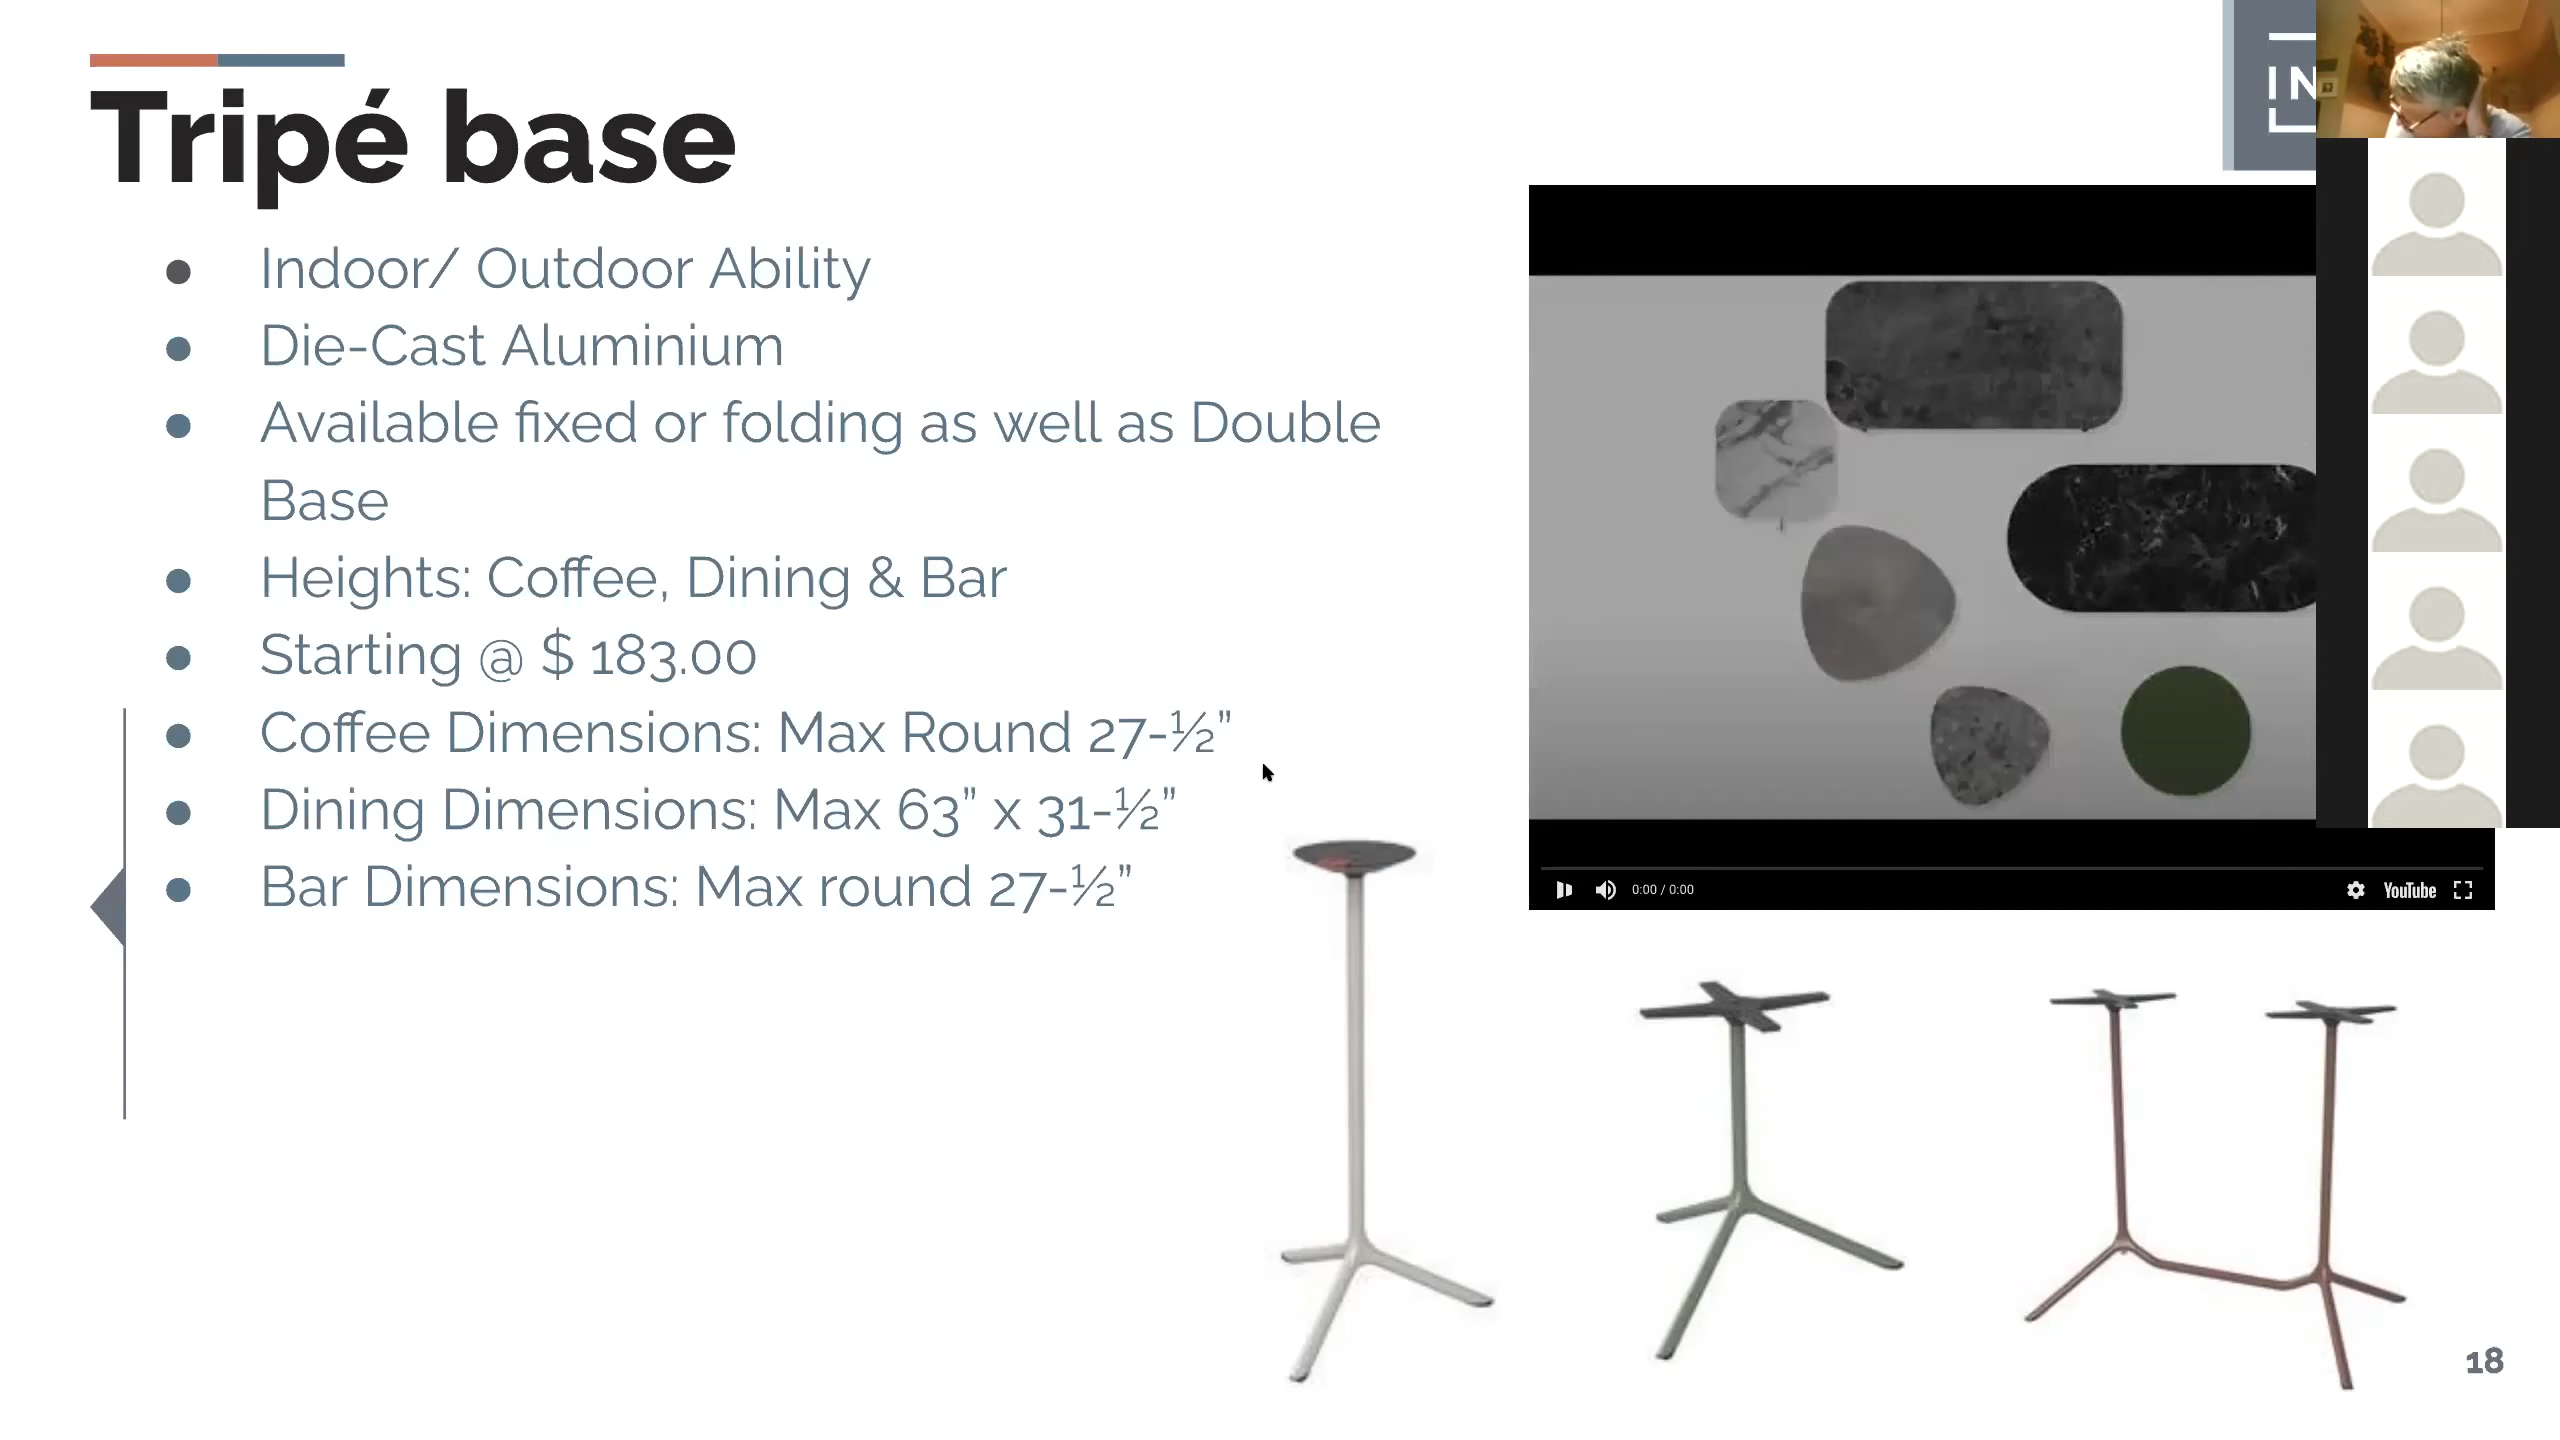 Tripé base
IN
● Indoor/ Outdoor Ability
● Die-Cast Aluminium
● Available fixed or folding as well as Double
Base
● Heights: Coffee, Dining & Bar
● Starting @ $ 183.00
● Coffee Dimensions: Max Round 27-½”
● Dining Dimensions: Max 63” x 31-½”
● Bar Dimensions: Max round 27-½”
0:00 / 0:00
YouTube
18